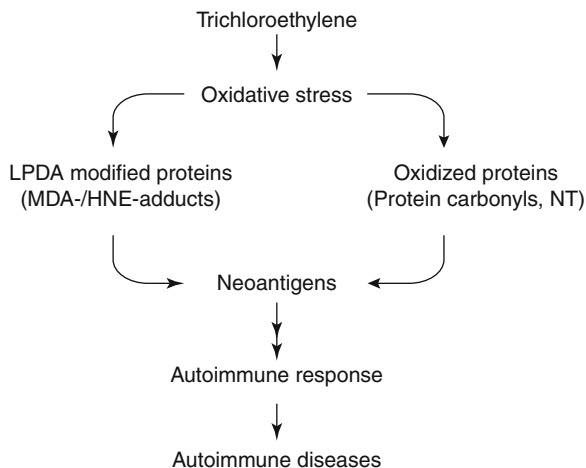 Trichloroethylene
Oxidative stress
LPDA modified proteins
(MDA-/HNE-adducts)
Oxidized proteins
(Protein carbonyls, NT)
Neoantigens
Autoimmune response
Autoimmune diseases